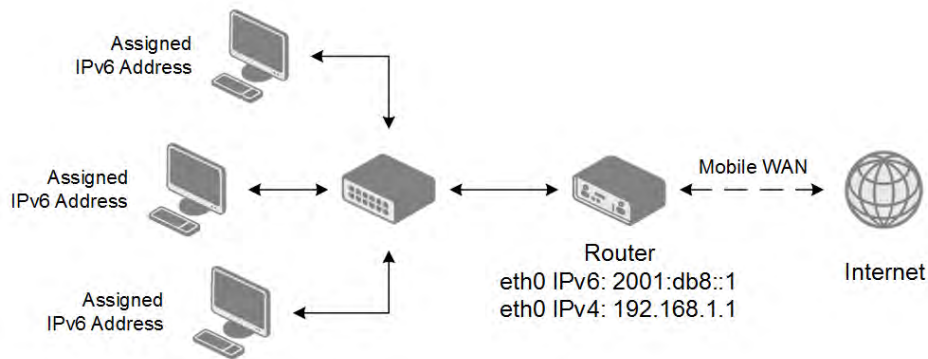 Assigned
IPv6 Address
Assigned
IPv6 Address
Assigned
IPv6 Address
Mobile WAN
Router
eth0 IPv6: 2001:db8::1
eth0 IPv4: 192.168.1.1
Internet